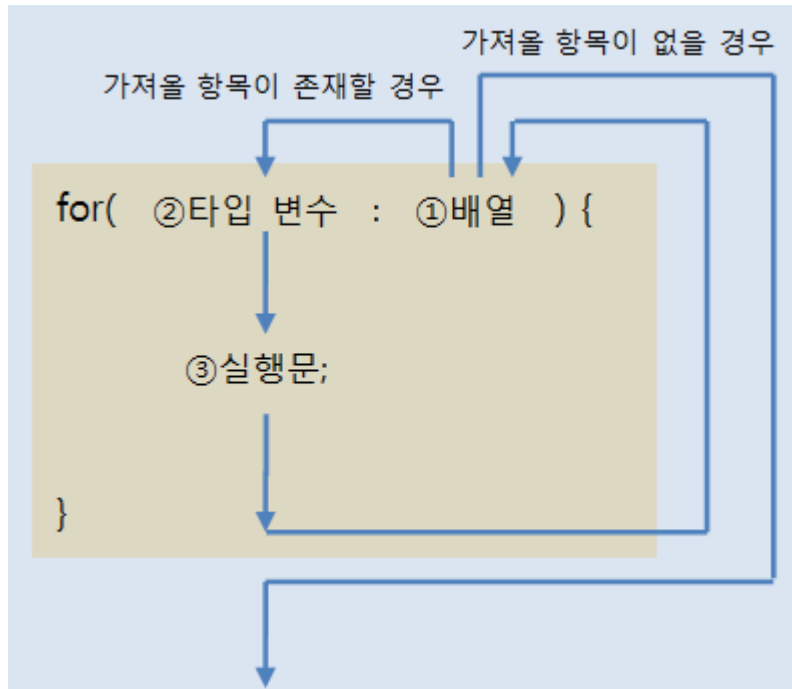 가져올 항목이 없을 경우
가져올 항목이 존재할 경우
for( ②타입 변수 : ①배열 ) {
③실행문;
}